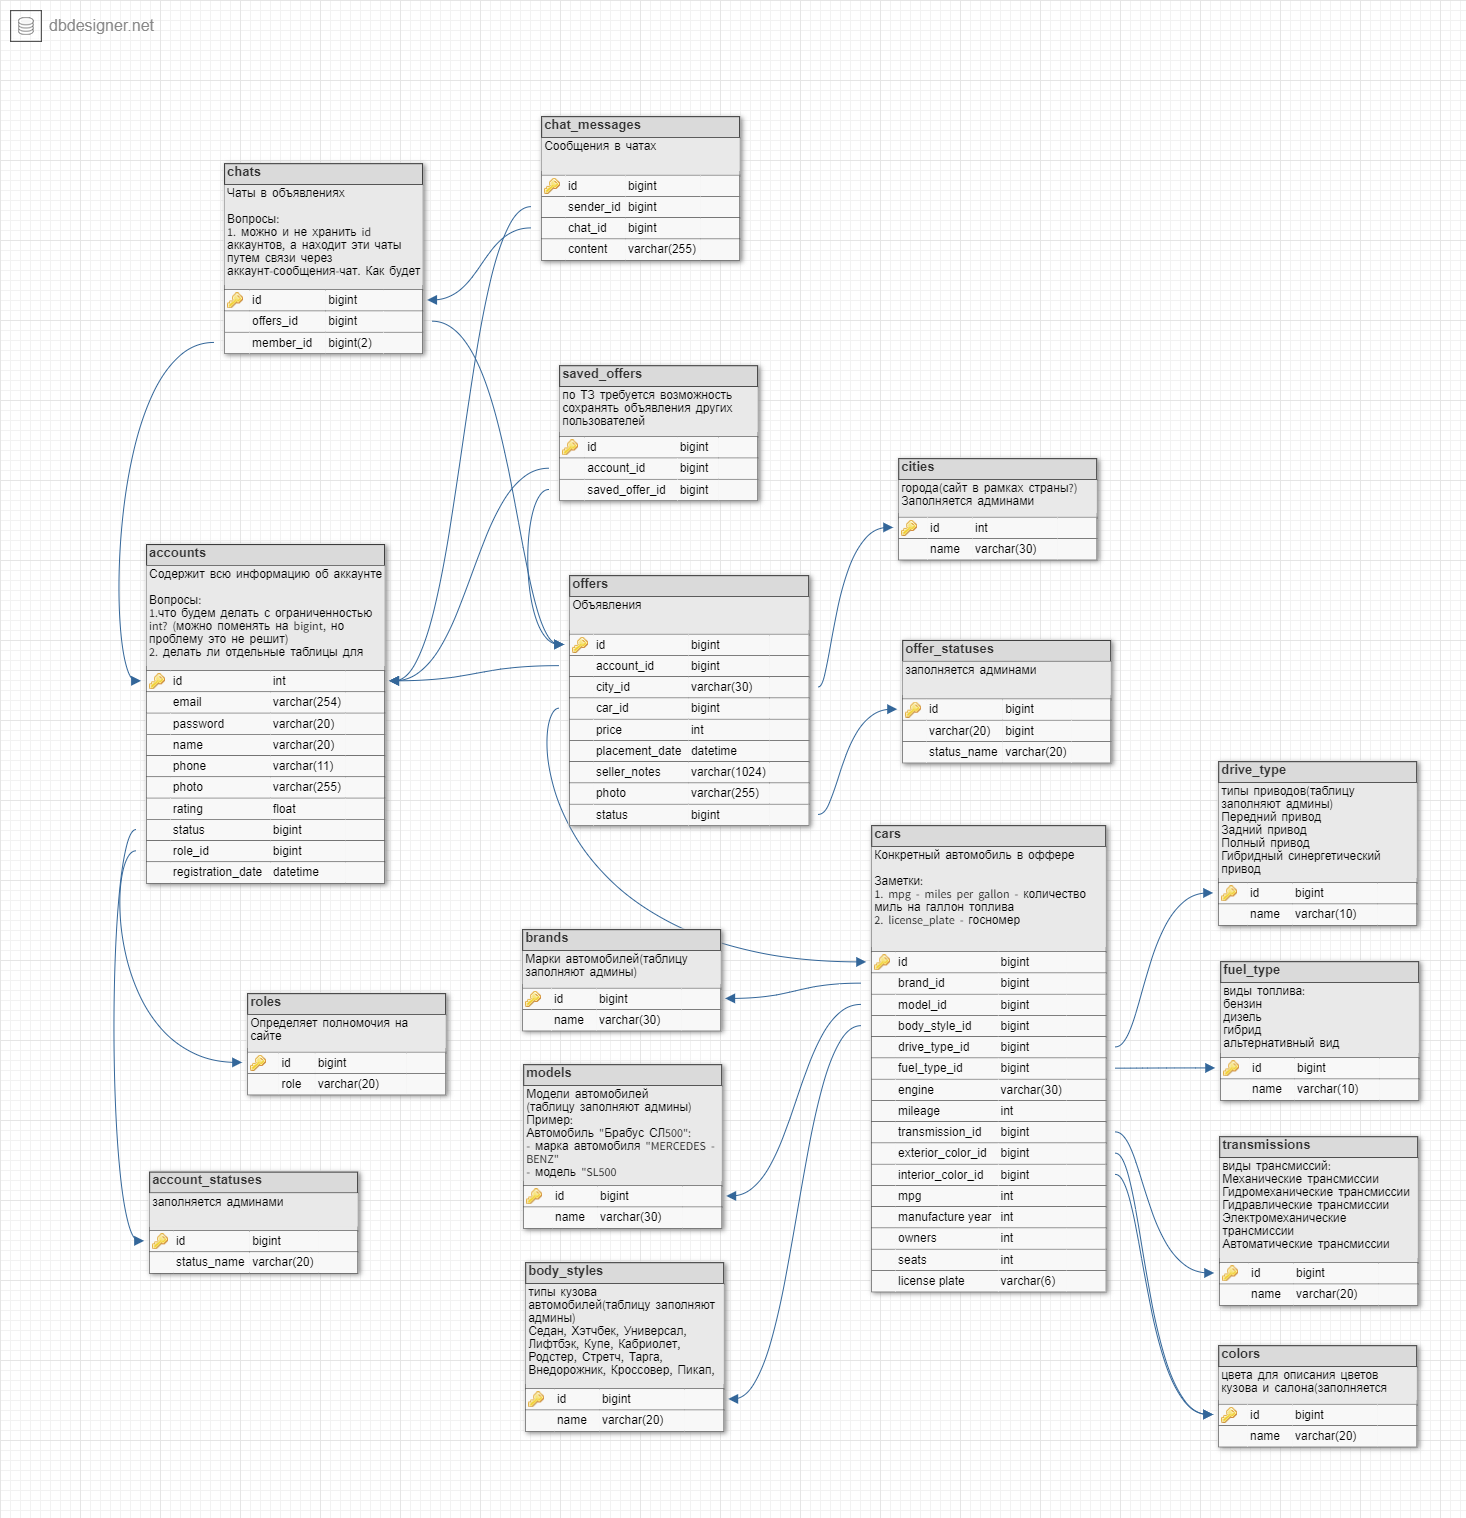 dbdesigner.net
chat_messages
Сообщения в чатах
id bigint
sender_id bigint
chat_id bigint
content varchar(255)
chats
Чаты в объявлениях
Вопросы:
1. можно и не хранить id
аккаунтов, а находит эти чаты
путем связи через
аккаунт-сообщения-чат. Как будет
id bigint
offers_id bigint
member_id bigint(2)
saved_offers
по ТЗ требуется возможность
сохранять объявления других
пользователей
id bigint
account_id bigint
saved_offer_id bigint
cities
города(сайт в рамках страны?)
Заполняется админами
id int
name varchar(30)
accounts
Содержит всю информацию об аккаунте
Вопросы:
1.что будем делать с ограниченностью
int? (можно поменять на bigint, но
проблему это не решит)
2. делать ли отдельные таблицы для
id int
email varchar(254)
password varchar(20)
name varchar(20)
phone varchar(11)
photo varchar(255)
rating float
status bigint
role_id bigint
registration_date datetime
offers
Объявления
id bigint
account_id bigint
city_id varchar(30)
car_id bigint
price int
placement_date datetime
seller_notes varchar(1024)
photo varchar(255)
status bigint
offer_statuses
заполняется админами
id bigint
varchar(20) bigint
status_name varchar(20)
drive_type
типы приводов(таблицу
заполняют админы)
Передний привод
Задний привод
Полный привод
Гибридный синергетический
привод
id bigint
name varchar(10)
cars
Конкретный автомобиль в оффере
Заметки:
1. mpg - miles per gallon - количество
миль на галлон топлива
2. license_plate - госномер
id bigint
brand_id bigint
model_id bigint
body_style_id bigint
drive_type_id bigint
fuel_type_id bigint
engine varchar(30)
mileage int
transmission_id bigint
exterior_color_id bigint
interior_color_id bigint
mpg int
manufacture year int
owners int
seats int
license plate varchar(6)
brands
Марки автомобилей(таблицу
заполняют админы)
id bigint
name varchar(30)
fuel_type
виды топлива:
бензин
дизель
гибрид
альтернативный вид
id bigint
name varchar(10)
roles
Определяет полномочия на
сайте
id bigint
role varchar(20)
models
Модели автомобилей
(таблицу заполняют админы)
Пример:
Автомобиль "Брабус СЛ500":
- марка автомобиля "MERCEDES -
BENZ"
- модель "SL500
id bigint
name varchar(30)
transmissions
виды трансмиссий:
Механические трансмиссии
Гидромеханические трансмиссии
Гидравлические трансмиссии
Электромеханические
трансмиссии
Автоматические трансмиссии
id bigint
name varchar(20)
account_statuses
заполняется админами
id bigint
status_name varchar(20)
body_styles
типы кузова
автомобилей(таблицу заполняют
админы)
Седан, Хэтчбек, Универсал,
Лифтбэк, Купе, Кабриолет,
Родстер, Стретч, Тарга,
Внедорожник, Кроссовер, Пикап,
id bigint
name varchar(20)
colors
цвета для описания цветов
кузова и салона(заполняется
id bigint
name varchar(20)